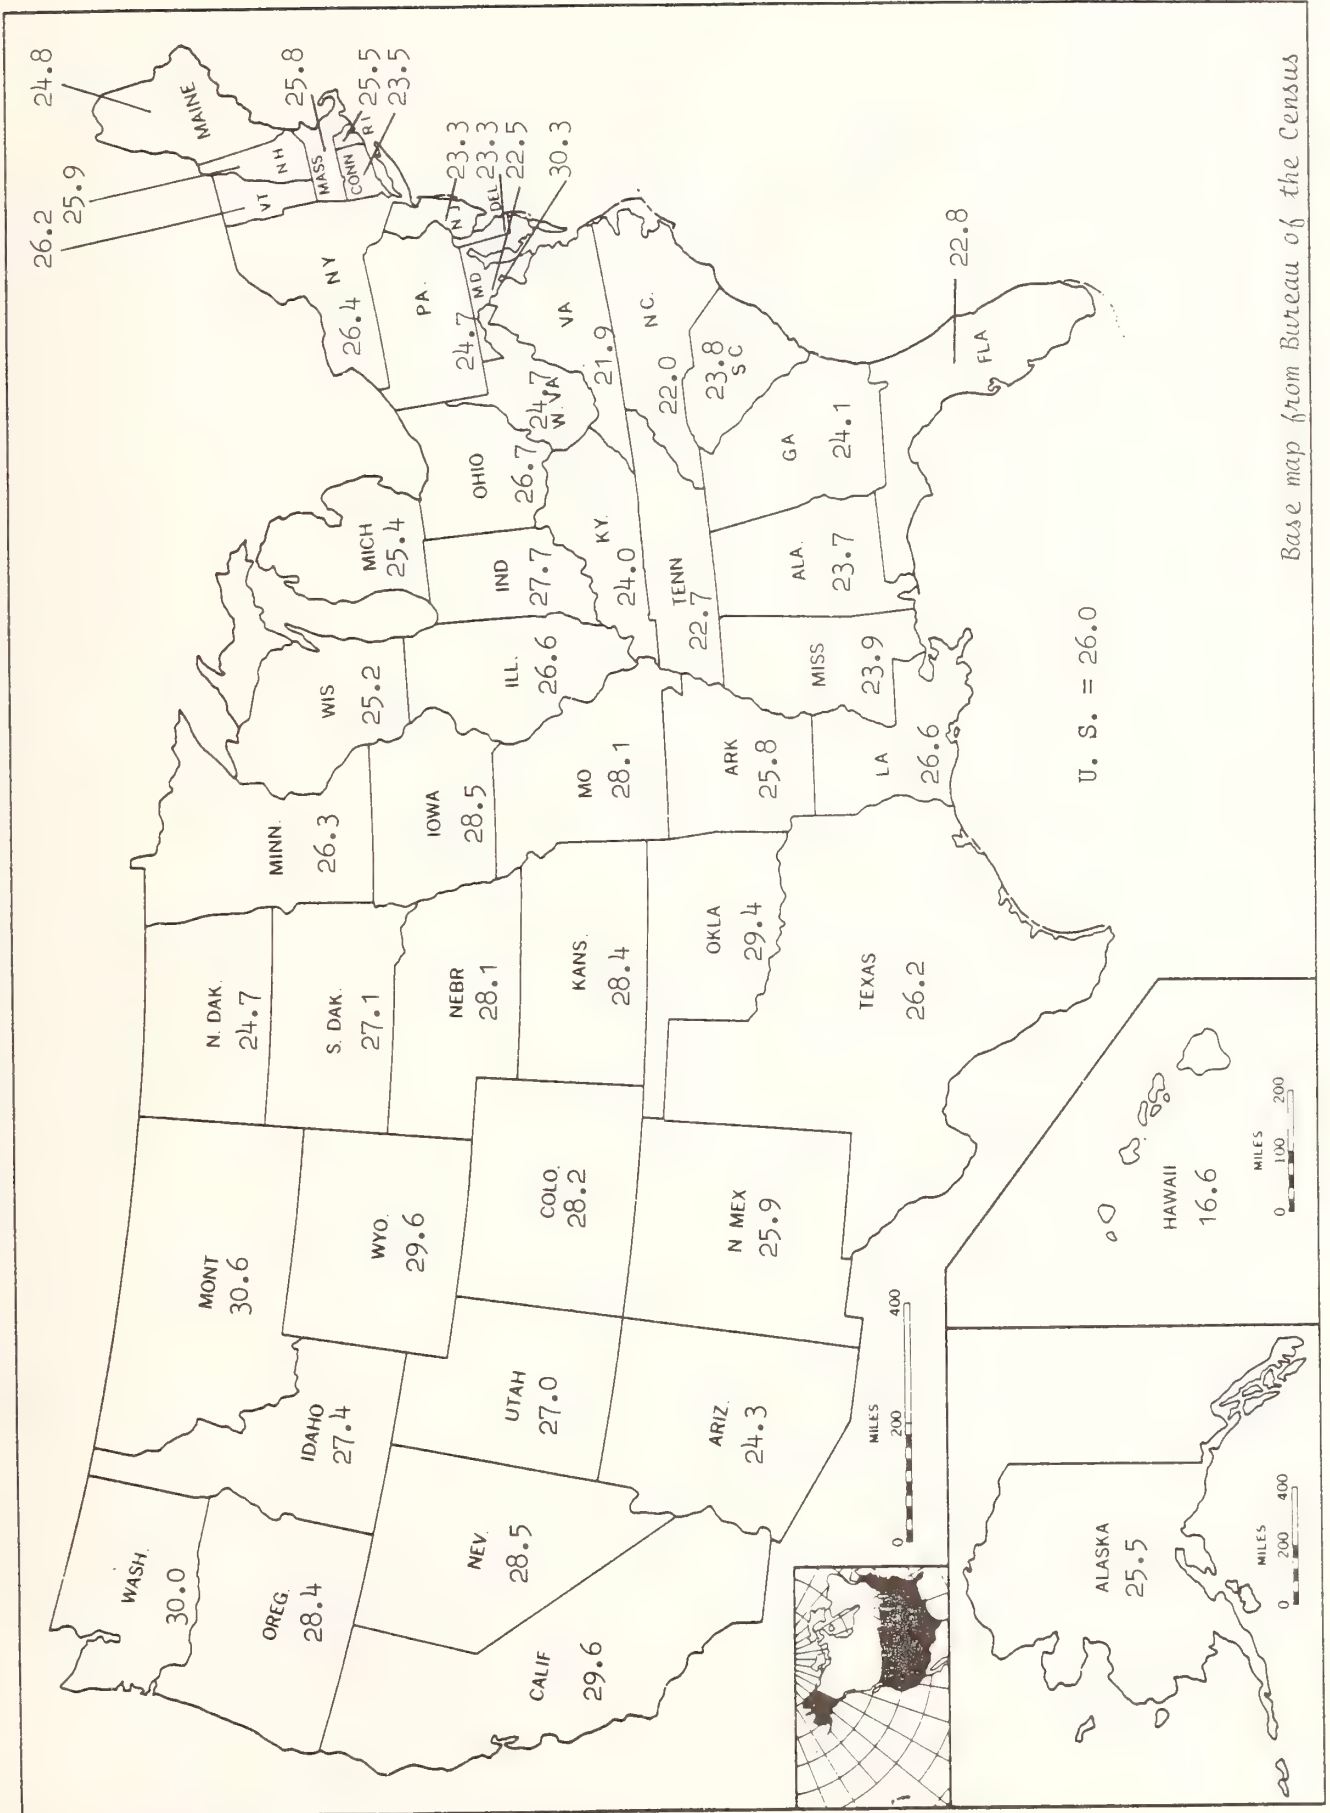 WASH.
30.0
OREG.
28.4
CALIF
29.6
NEV.
28.5
IDAHO
27.4
MONT
30.6
WYO.
29.6
UTAH
27.0
ARIZ.
24.3
COLO.
28.2
N MEX
25.9
N. DAK.
24.7
S. DAK.
27.1
NEBR
28.1
KANS.
28.4
OKLA
29.4
TEXAS
26.2
MINN.
26.3
IOWA
28.5
MO
28.1
ARK
25.8
LA
26.6
WIS
25.2
ILL.
26.6
MICH
25.4
IND
27.7
OHIO
26.7
KY.
24.0
TENN
22.7
MISS
23.9
ALA.
23.7
GA
24.1
FLA
22.8
S C
23.8
N C.
22.0
VA
21.9
W. VA
24.7
PA.
24.7
NY
26.4
VT
26.2
NH
25.9
MAINE
24.8
MASS
25.8
RI
25.5
CONN
23.5
NJ
23.3
DEL
23.3
MD
22.5
30.3
U. S. = 26.0
MILES
0 200 400
ALASKA
25.5
MILES
0 200 400
HAWAII
16.6
MILES
0 100 200
Base map from Bureau of the Census